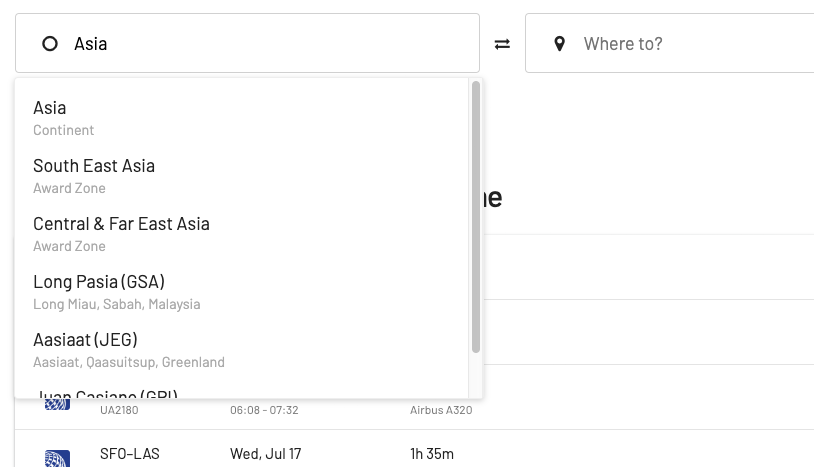 Asia
Where to?
Asia
Continent
South East Asia
Award Zone
Central & Far East Asia
Award Zone
Long Pasia (GSA)
Long Miau, Sabah, Malaysia
Aasiaat (JEG)
Aasiaat, Qaasuitsup, Greenland
UA2180 06:08 - 07:32 Airbus A320
SFO–LAS Wed, Jul 17 1h 35m